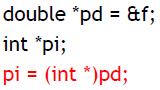 double *pd = &f;
int *pi;
pi = (int *)pd;